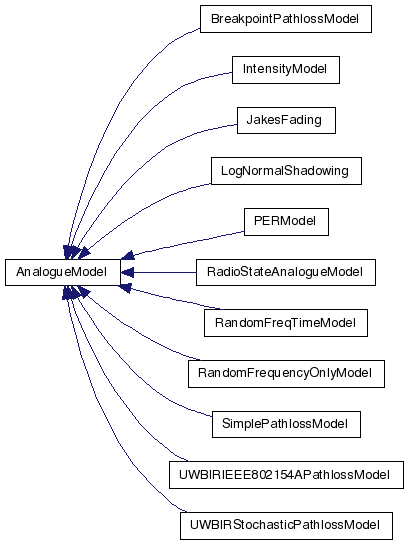 BreakpointPathlossModel
IntensityModel
JakesFading
LogNormalShadowing
PERModel
AnalogueModel
RadioStateAnalogueModel
RandomFreqTimeModel
RandomFrequencyOnlyModel
SimplePathlossModel
UWBIRIEEE802154APathlossModel
UWBIRStochasticPathlossModel